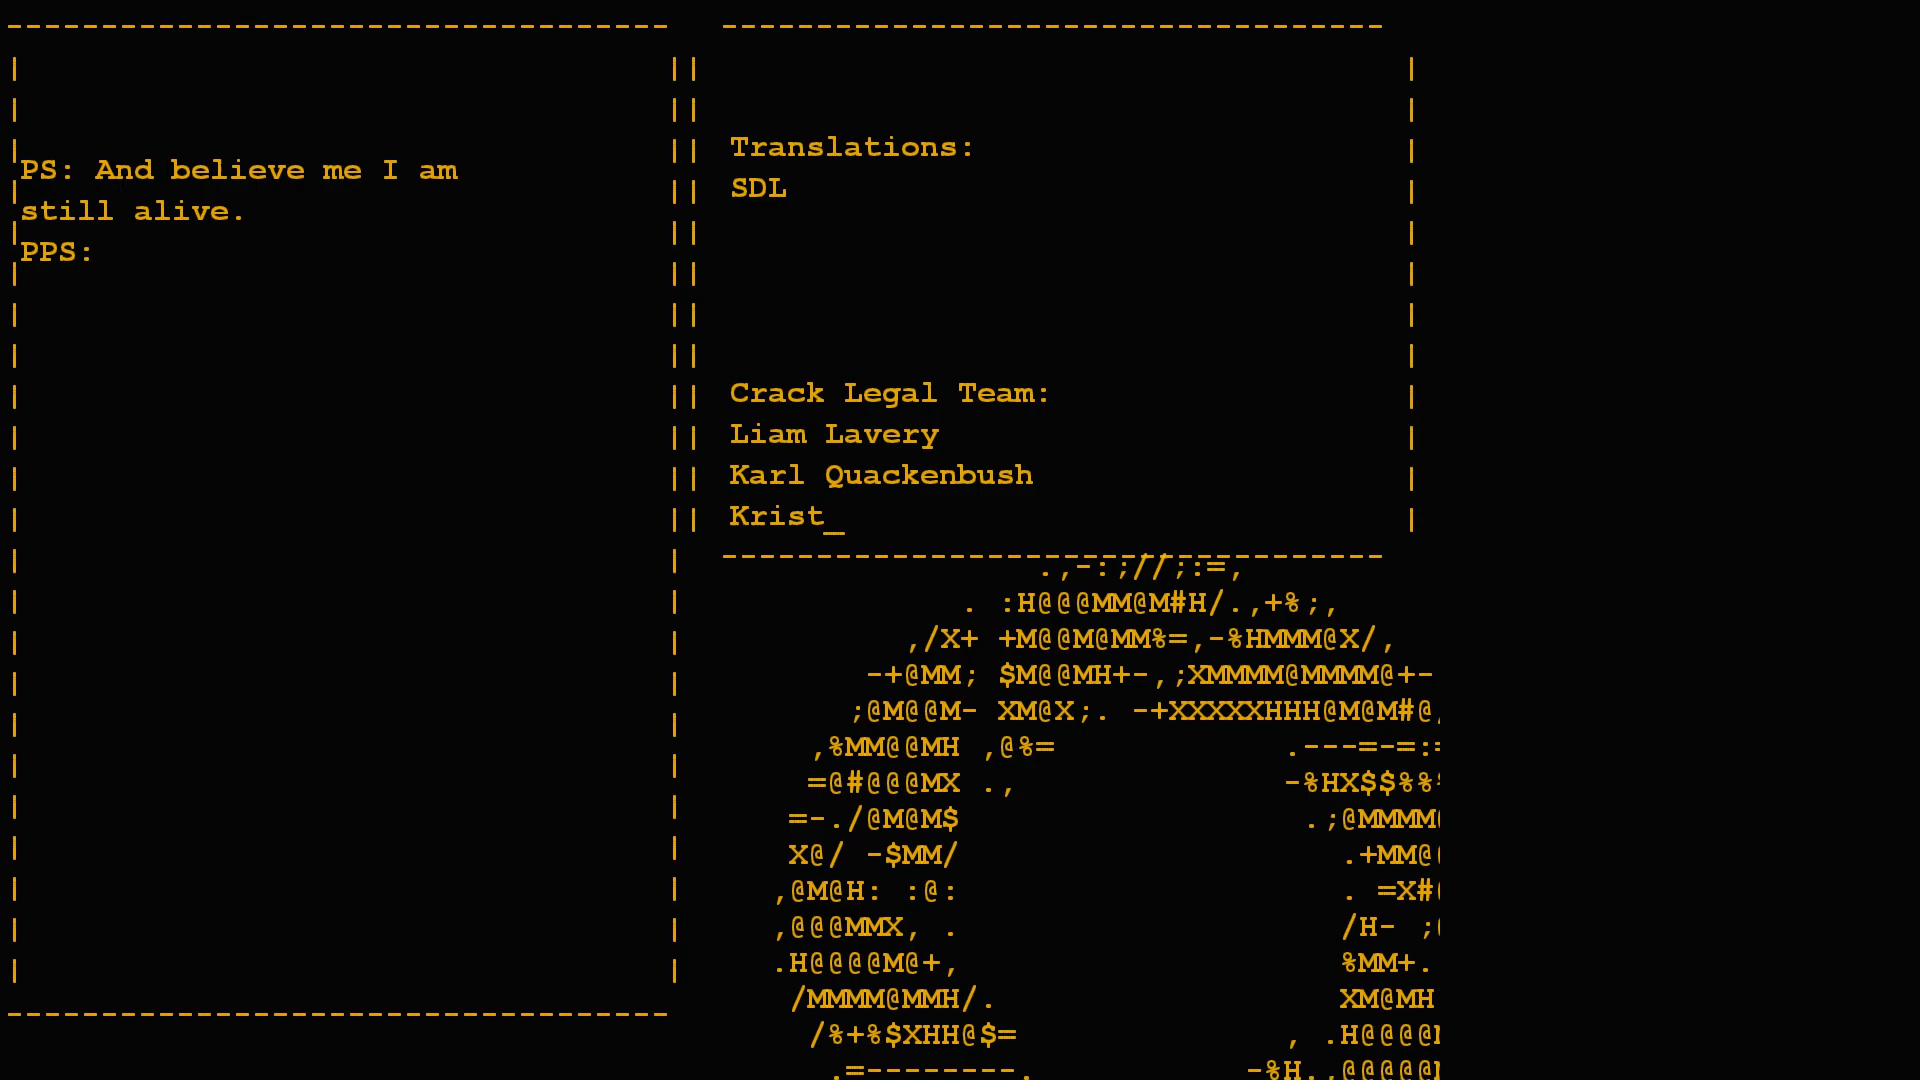 PS: And believe me I am
still alive.
PPS:
Translations:
SDL
Crack Legal Team:
Liam Lavery
Karl Quackenbush
Krist_